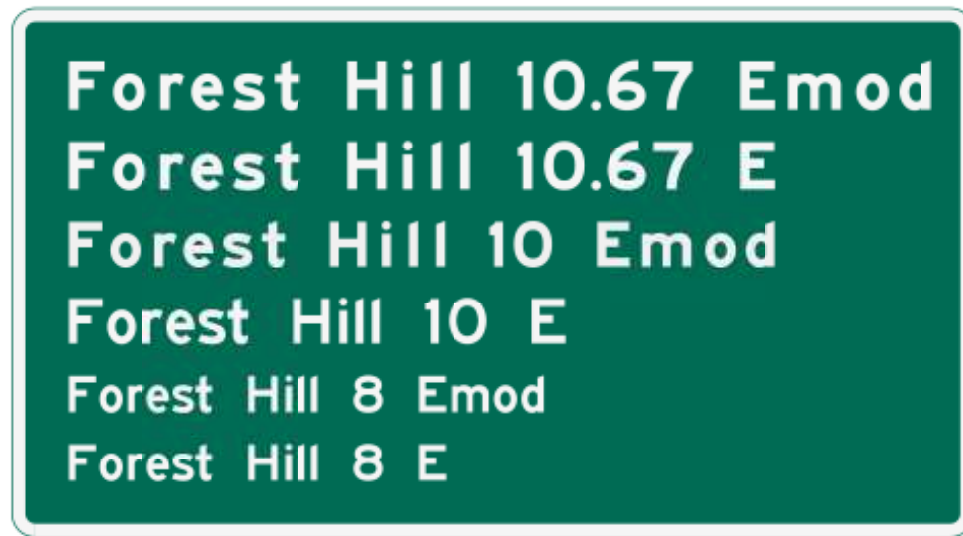 Forest Hill 10.67 Emod
Forest Hill 10.67 E
Forest Hill 10 Emod
Forest Hill 10 E
Forest Hill 8 Emod
Forest Hill 8 E